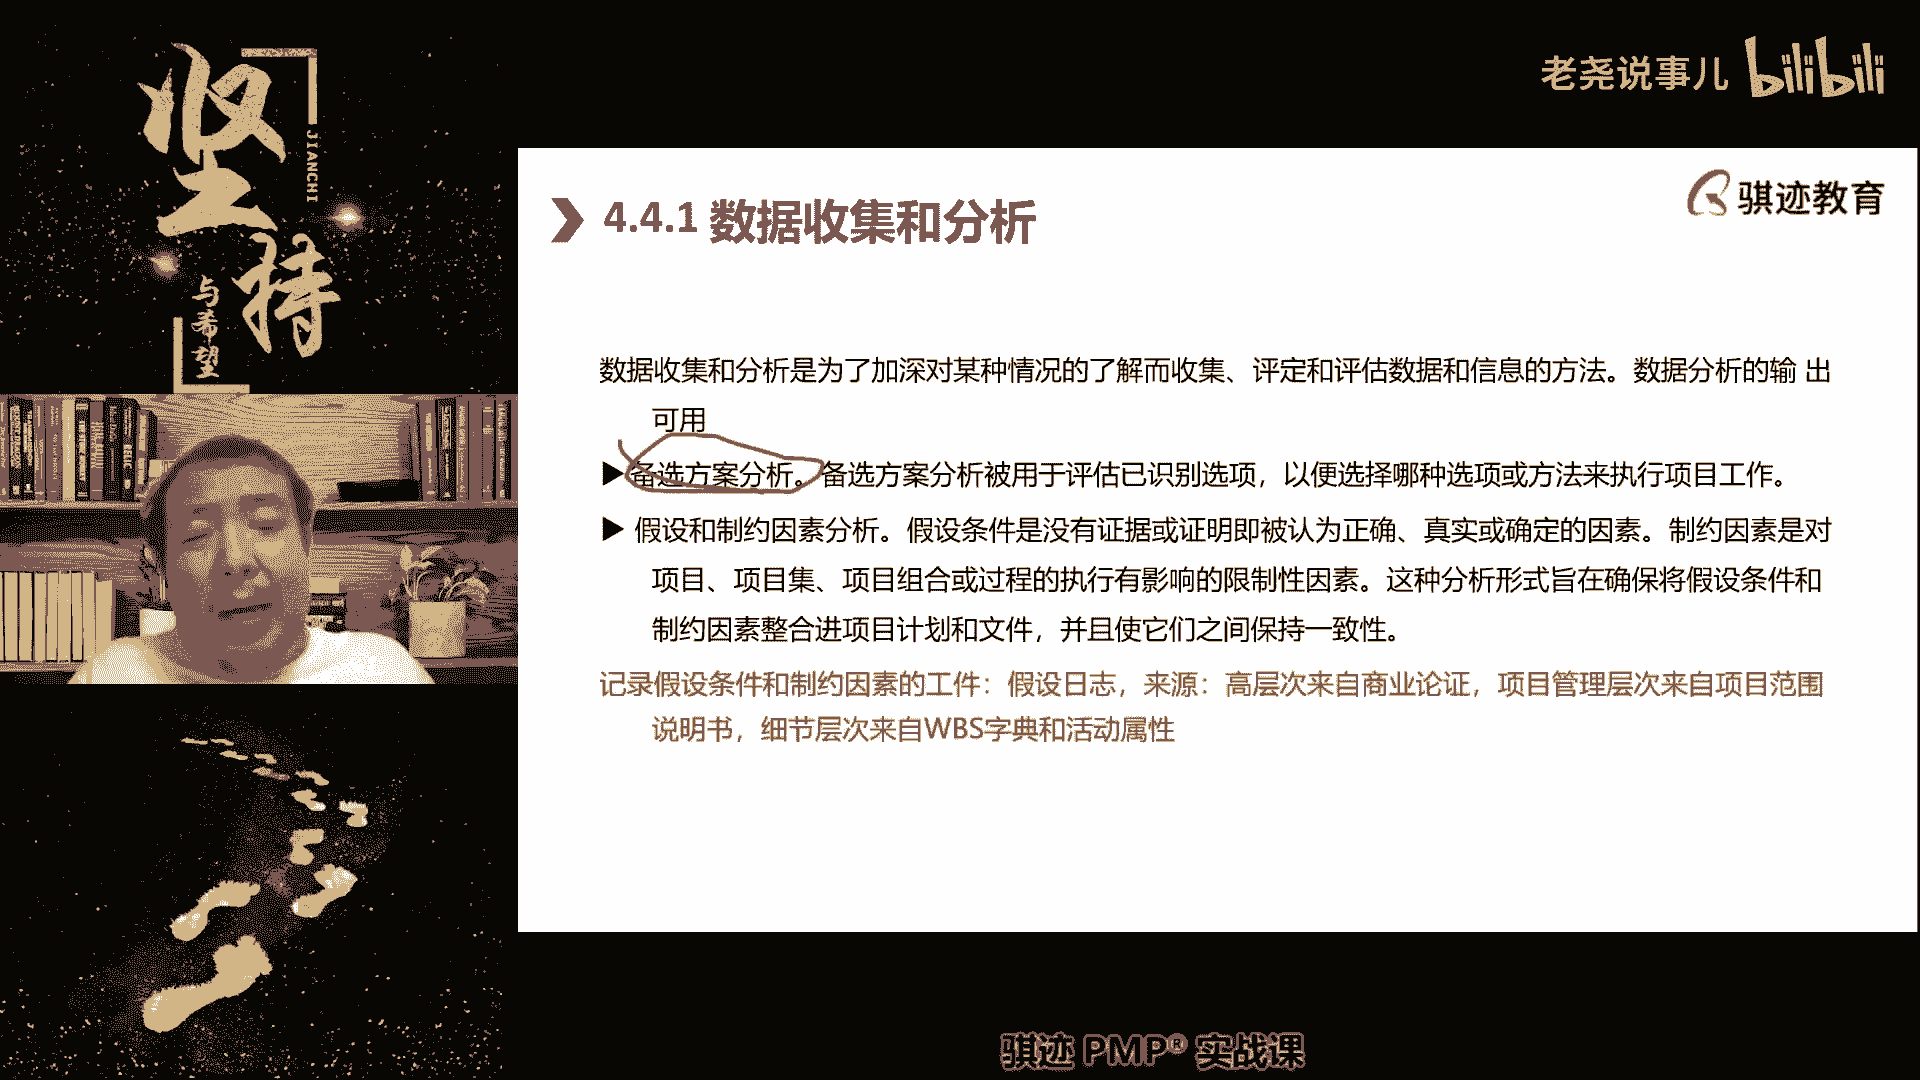 坚持
JIANCHI
与希望
老尧说事儿 bilibili
骐迹教育
4.4.1 数据收集和分析
数据收集和分析是为了加深对某种情况的了解而收集、评定和评估数据和信息的方法。数据分析的输 出
可用
▶备选方案分析。备选方案分析被用于评估已识别选项，以便选择哪种选项或方法来执行项目工作。
▶ 假设和制约因素分析。假设条件是没有证据或证明即被认为正确、真实或确定的因素。制约因素是对
项目、项目集、项目组合或过程的执行有影响的限制性因素。这种分析形式旨在确保将假设条件和
制约因素整合进项目计划和文件，并且使它们之间保持一致性。
记录假设条件和制约因素的工件：假设日志，来源：高层次来自商业论证，项目管理层次来自项目范围
说明书，细节层次来自WBS字典和活动属性
骐迹 PMP® 实战课